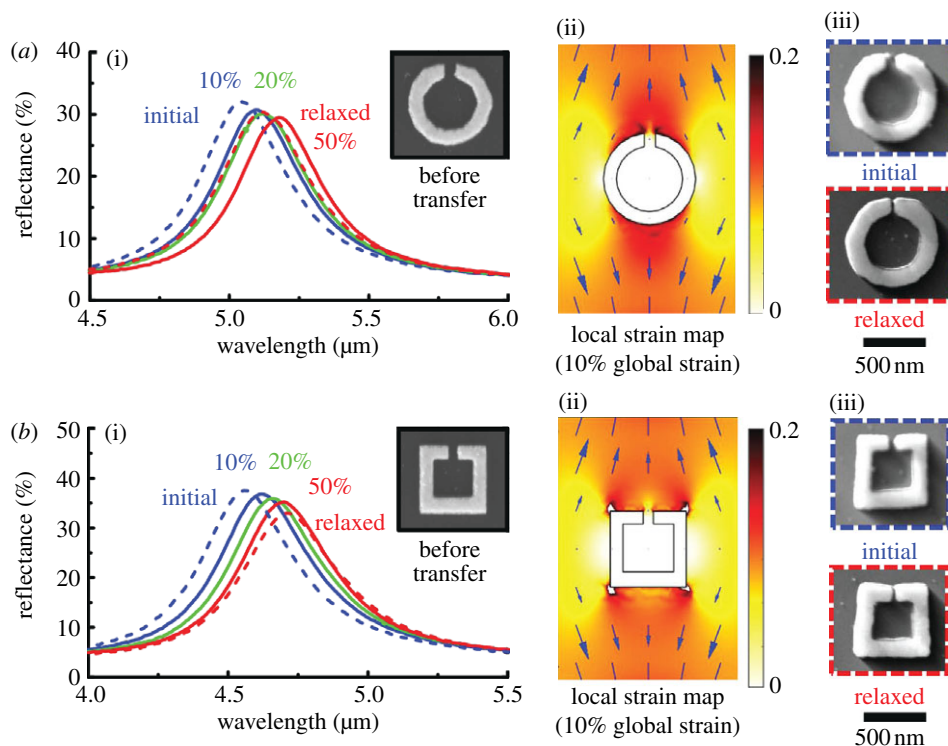 (a)
(i)
40
30
20
10
0
reflectance (%)
10%
20%
initial
relaxed
50%
before
transfer
4.5
5.0
5.5
6.0
wavelength (µm)
(ii)
0.2
0
local strain map
(10% global strain)
(iii)
initial
relaxed
500 nm
(b)
(i)
50
40
30
20
10
0
reflectance (%)
10%
20%
50%
initial
relaxed
before
transfer
4.0
4.5
5.0
5.5
wavelength (µm)
(ii)
0.2
0
local strain map
(10% global strain)
(iii)
initial
relaxed
500 nm